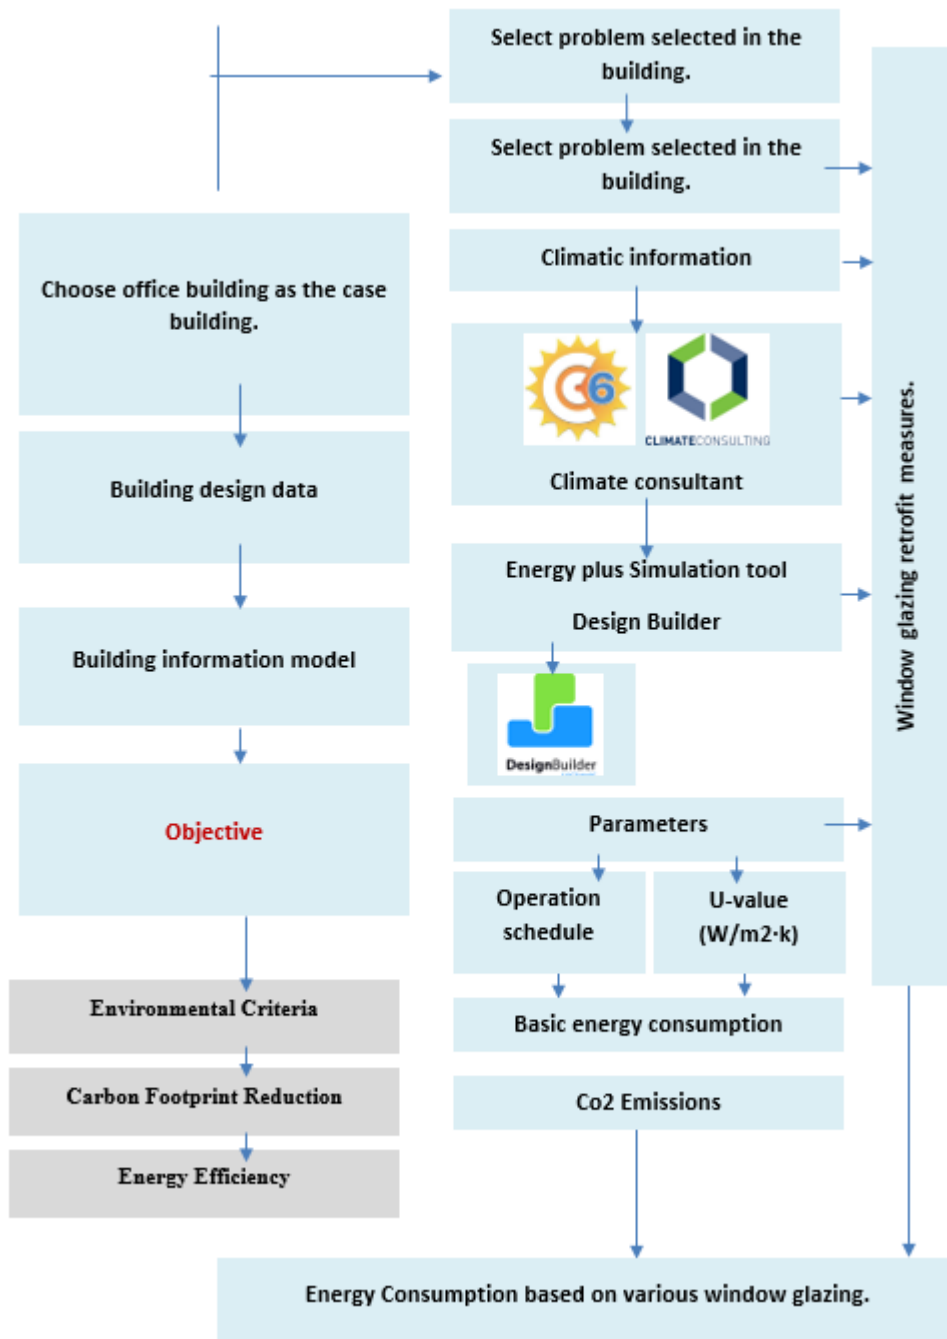 Select problem selected in the
building.
Select problem selected in the
building.
Climatic information
C 6
CLIMATECONSULTING
Climate consultant
Energy plus Simulation tool
Design Builder
DesignBuilder
Parameters
Operation
schedule
U-value
(W/m2·k)
Basic energy consumption
Co2 Emissions
Choose office building as the case
building.
Building design data
Building information model
Objective
Environmental Criteria
Carbon Footprint Reduction
Energy Efficiency
Window glazing retrofit measures.
Energy Consumption based on various window glazing.